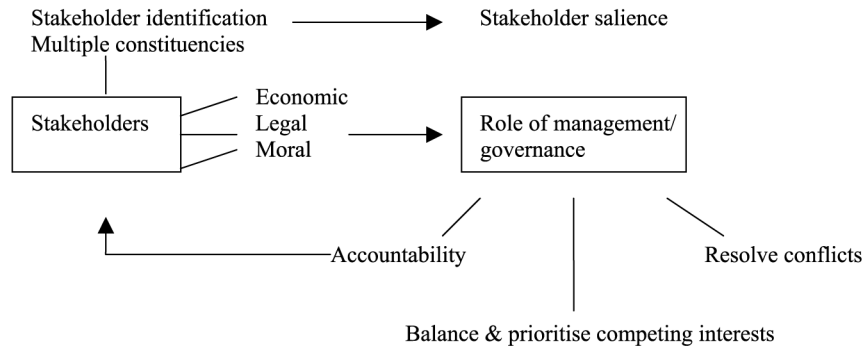 Stakeholder identification
Multiple constituencies
Stakeholder salience
Stakeholders
Economic
Legal
Moral
Role of management/
governance
Accountability
Resolve conflicts
Balance & prioritise competing interests